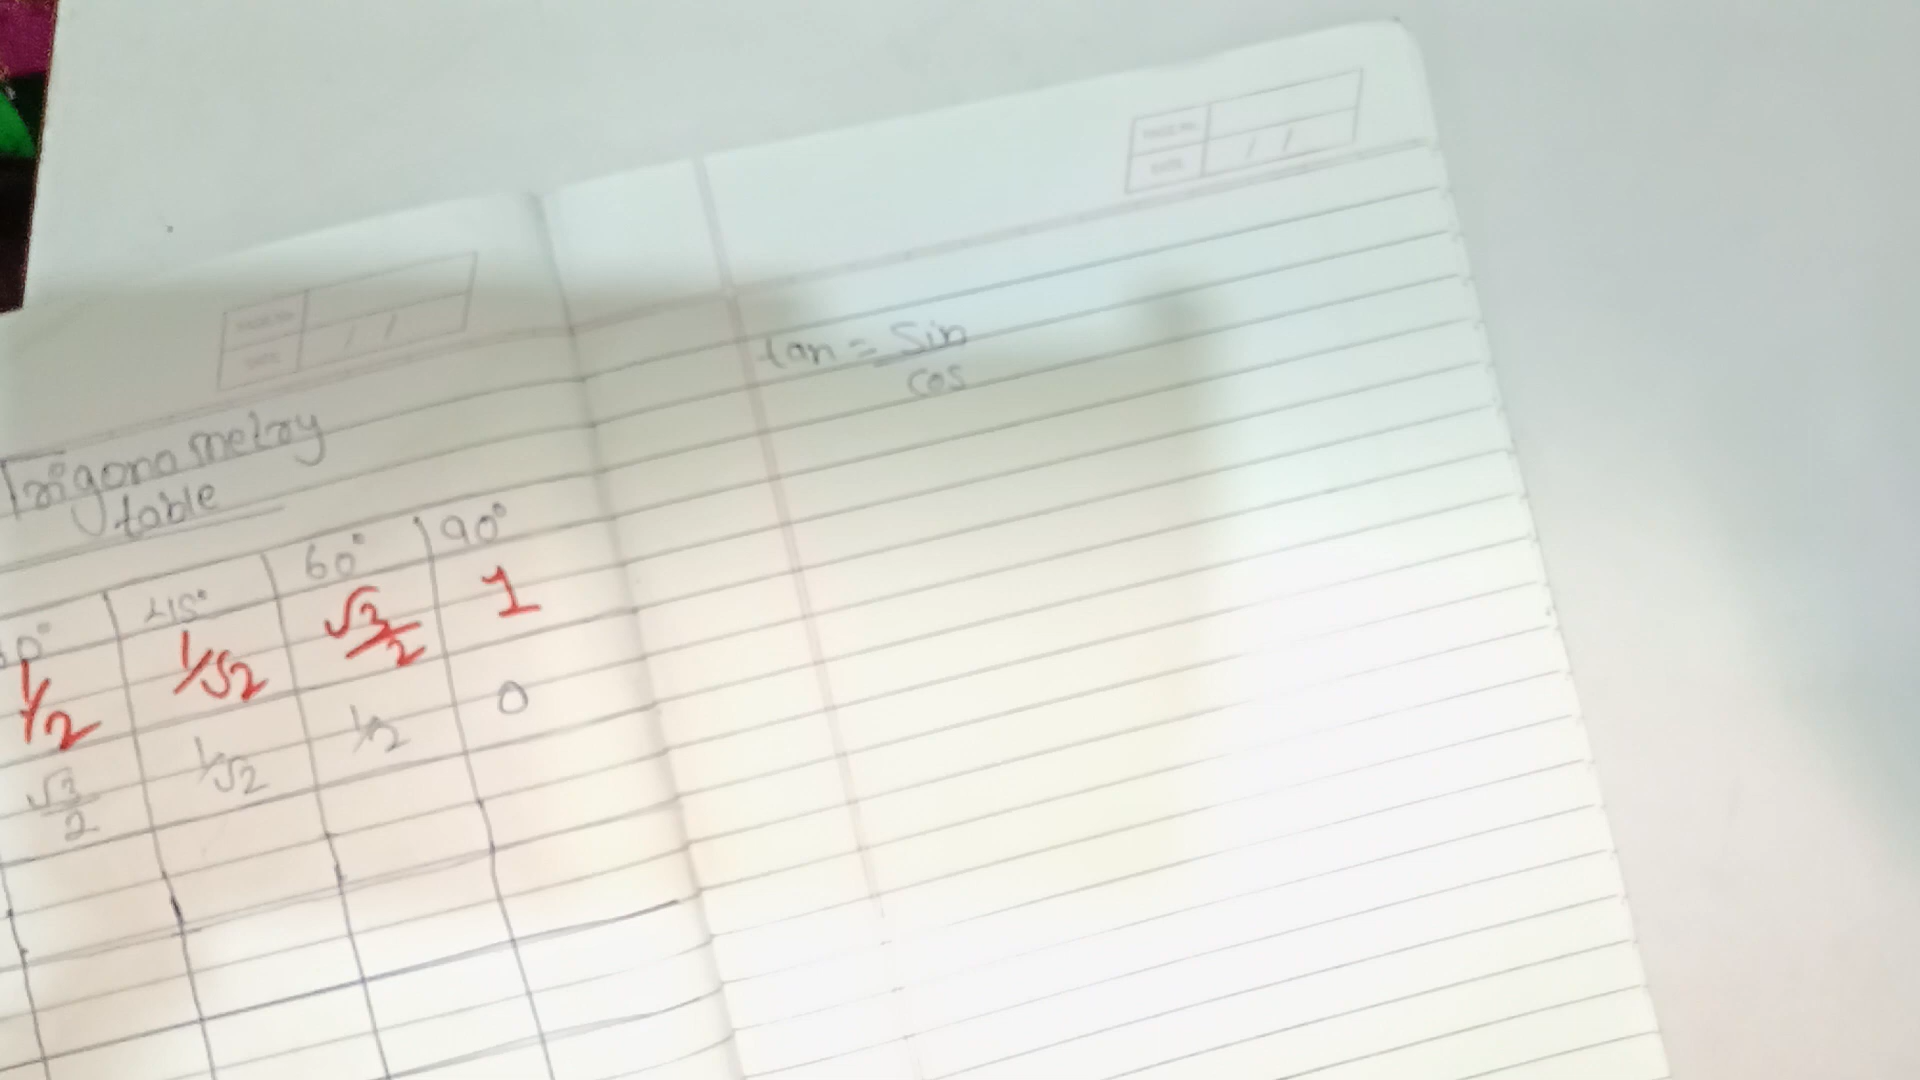 Trigonometry
table
0° 45° 60° 90°
1/2 1/√2 √3/2 1
√3/2 1/√2 1/2 0
tan = Sin
cos